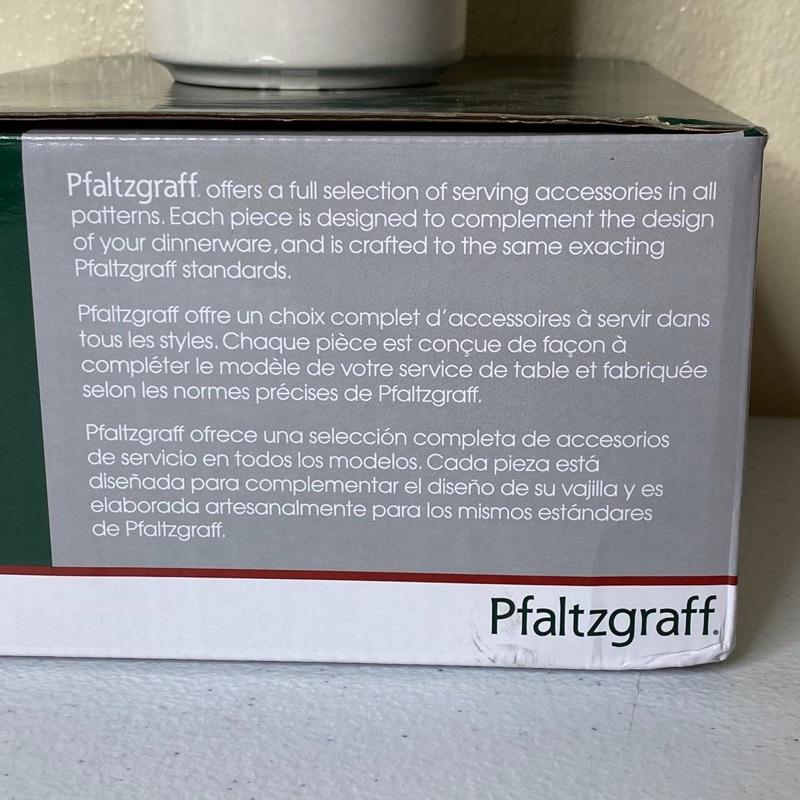 Pfaltzgraff. offers a full selection of serving accessories in all
patterns. Each piece is designed to complement the design
of your dinnerware, and is crafted to the same exacting
Pfaltzgraff standards.
Pfaltzgraff offre un choix complet d'accessoires à servir dans
tous les styles. Chaque pièce est conçue de façon à
compléter le modèle de votre service de table et fabriquée
selon les normes précises de Pfaltzgraff.
Pfaltzgraff ofrece una selección completa de accesorios
de servicio en todos los modelos. Cada pieza está
diseñada para complementar el diseño de su vajilla y es
elaborada artesanalmente para los mismos estándares
de Pfaltzgraff.
Pfaltzgraff.